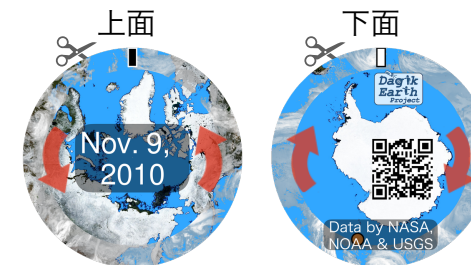 上面
下面
Nov. 9,
2010
Dagik
Earth
Project
Data by NASA,
NOAA & USGS